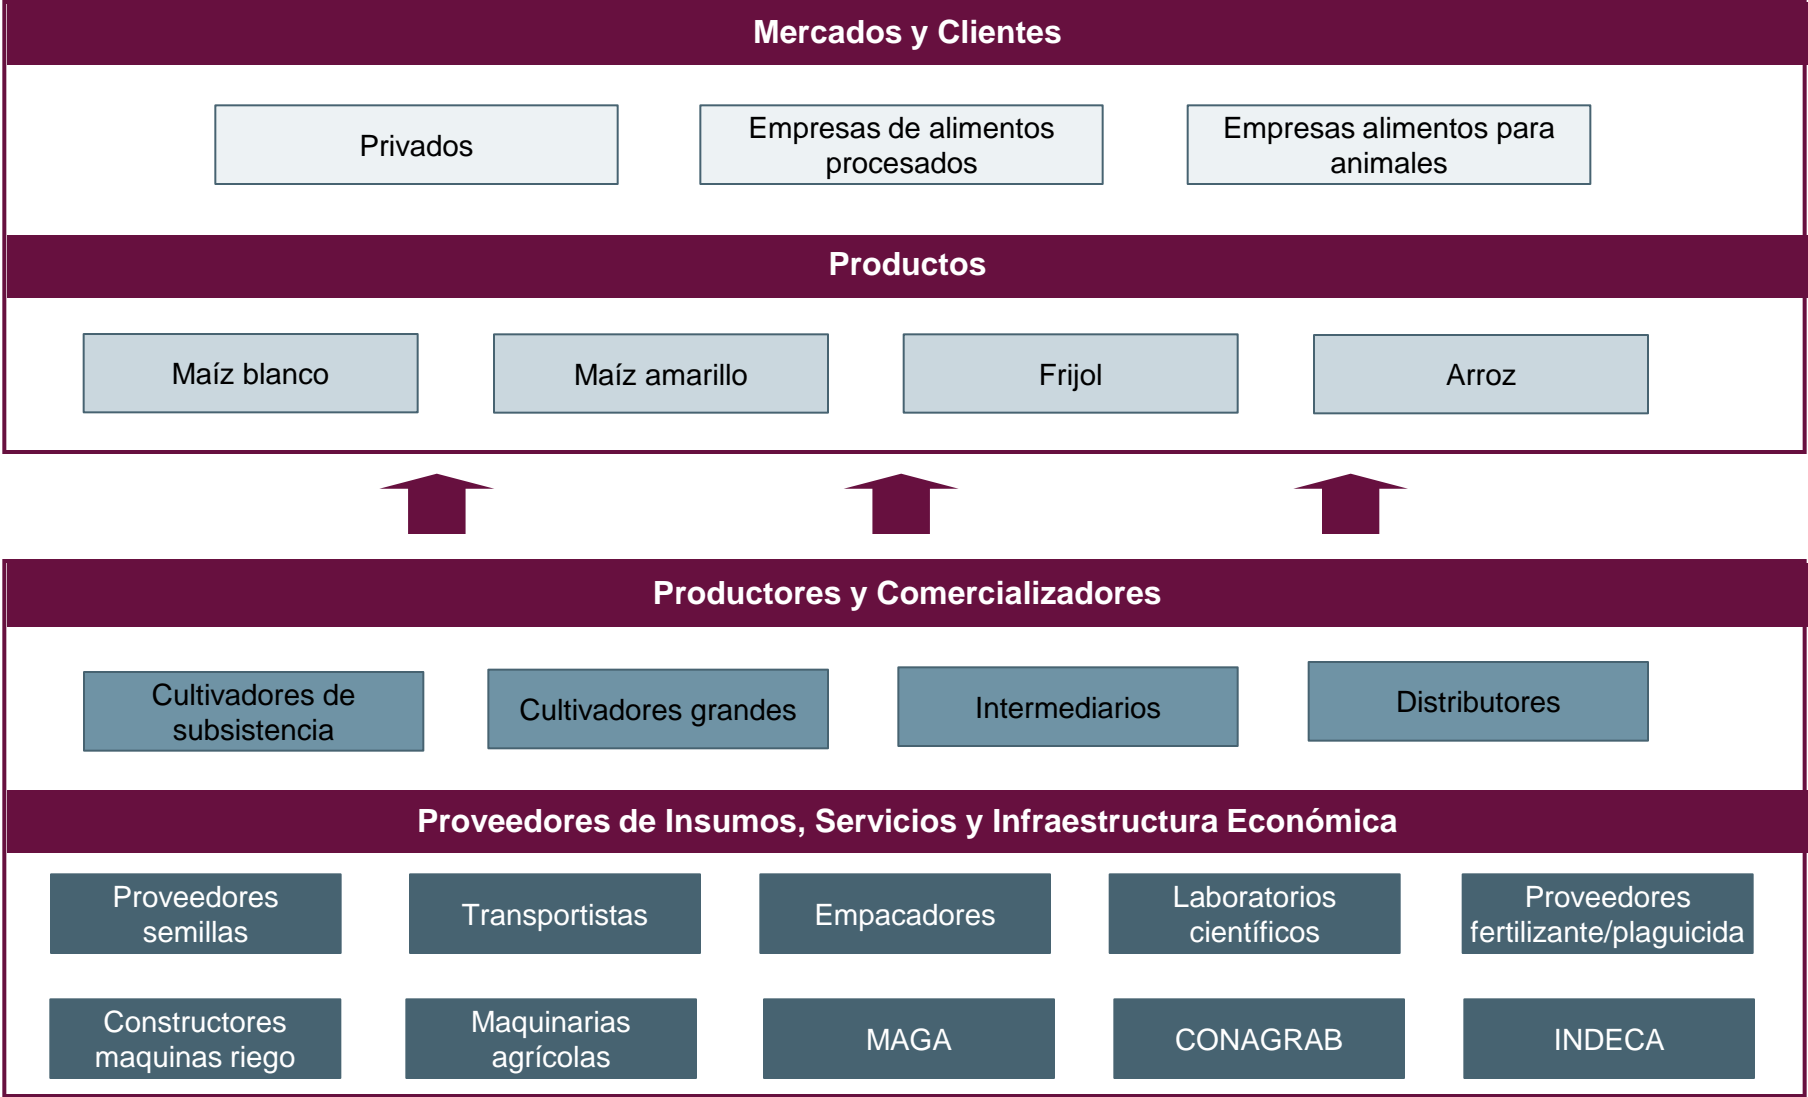 Mercados y Clientes
Privados
Empresas de alimentos
procesados
Empresas alimentos para
animales
Productos
Maíz blanco
Maíz amarillo
Frijol
Arroz
Productores y Comercializadores
Cultivadores de
subsistencia
Cultivadores grandes
Intermediarios
Distributores
Proveedores de Insumos, Servicios y Infraestructura Económica
Proveedores
semillas
Transportistas
Empacadores
Laboratorios
científicos
Proveedores
fertilizante/plaguicida
Constructores
maquinas riego
Maquinarias
agrícolas
MAGA
CONAGRAB
INDECA